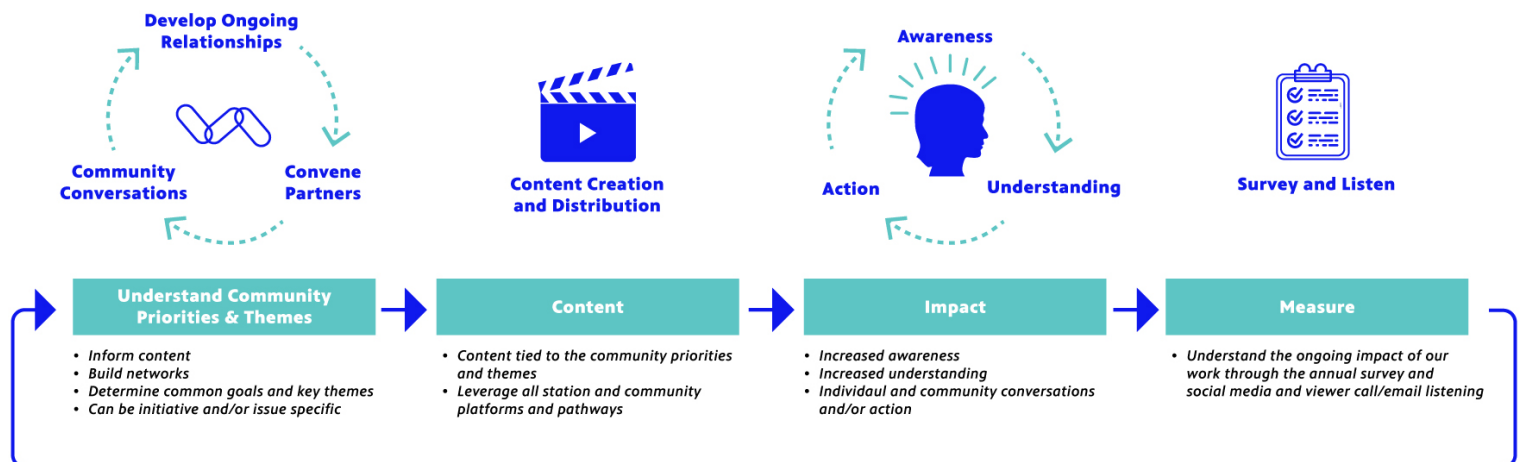 Develop Ongoing
Relationships
Community
Conversations
Convene
Partners
Content Creation
and Distribution
Awareness
Action
Understanding
Survey and Listen
Understand Community
Priorities & Themes
• Inform content
• Build networks
• Determine common goals and key themes
• Can be initiative and/or issue specific
Content
• Content tied to the community priorities
and themes
• Leverage all station and community
platforms and pathways
Impact
• Increased awareness
• Increased understanding
• Individaul and community conversations
and/or action
Measure
• Understand the ongoing impact of our
work through the annual survey and
social media and viewer call/email listening